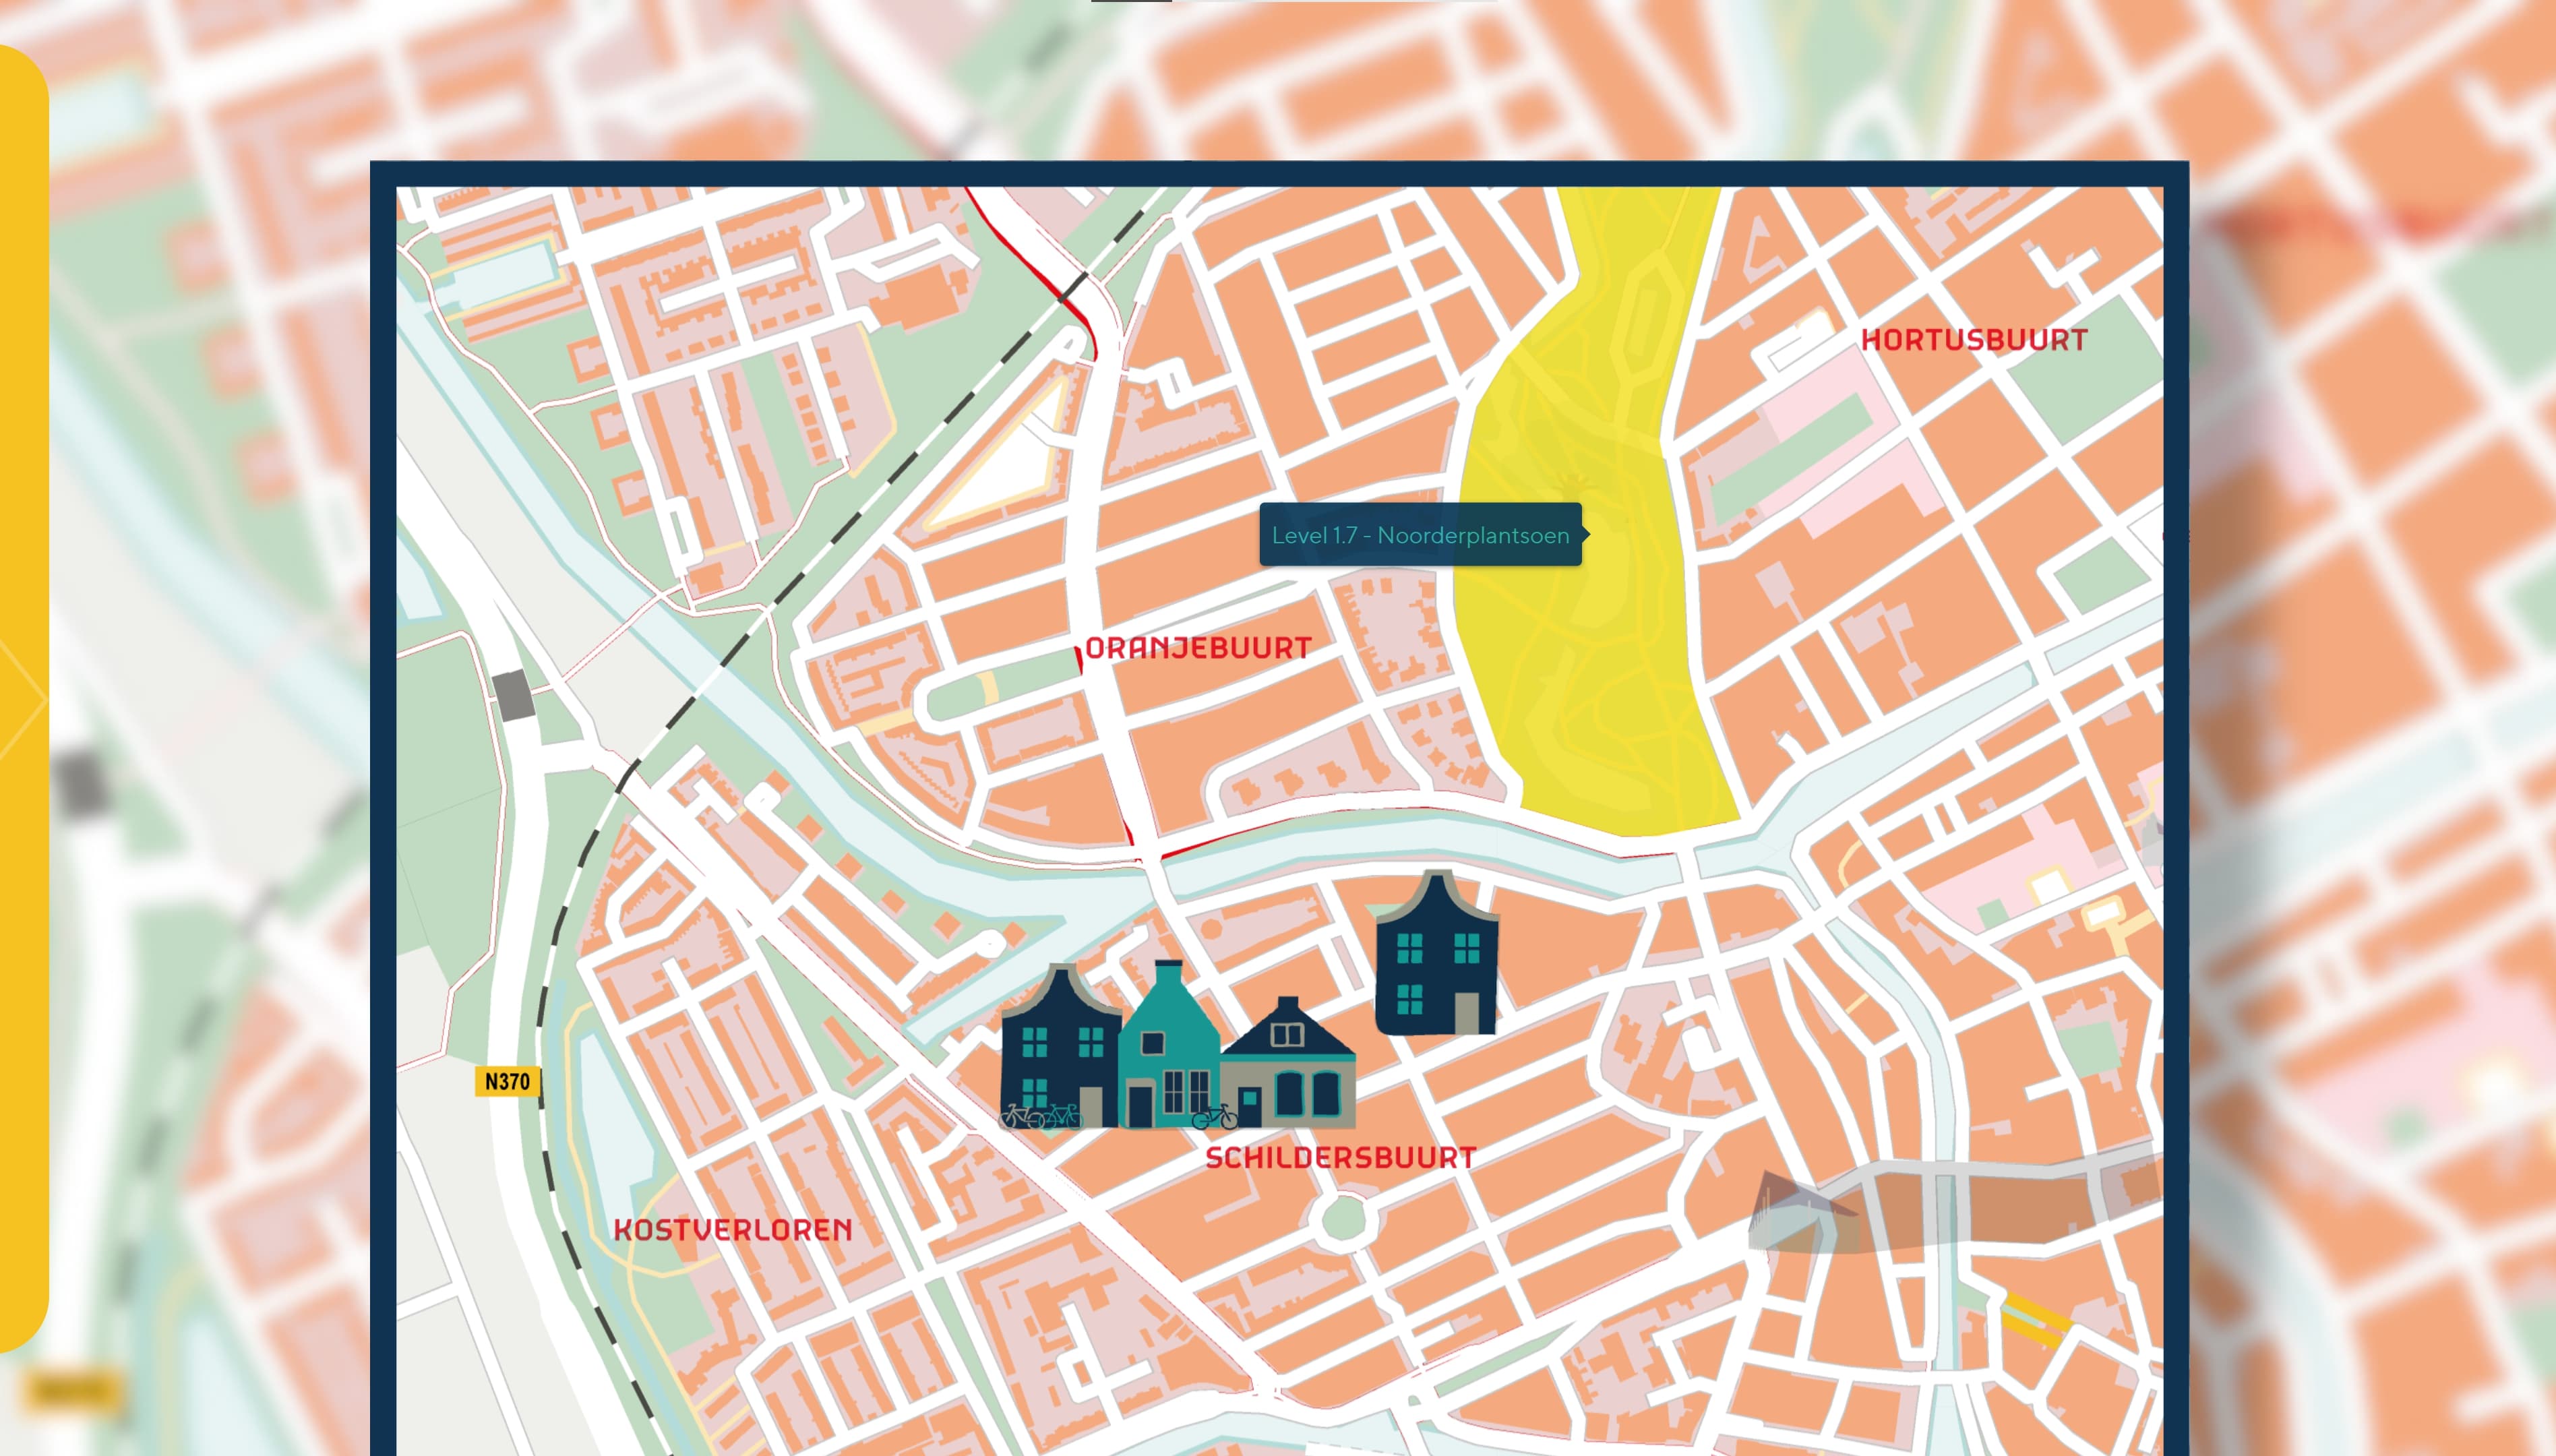 HORTUSBUURT
Level 1.7 - Noorderplantsoen
ORANJEBUURT
N370
SCHILDERSBUURT
KOSTVERLOREN